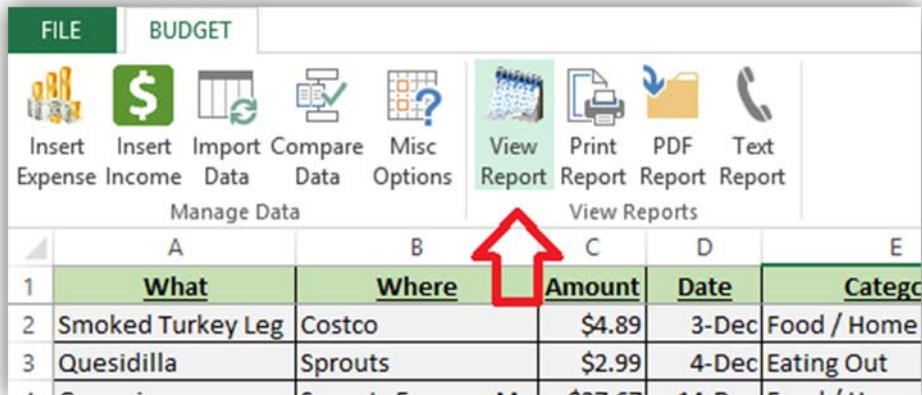 FILE BUDGET
Insert Expense Insert Income Import Data Compare Data Misc Options View Report Print Report PDF Report Text Report
Manage Data View Reports
A B C D E
1 What Where Amount Date
2 Smoked Turkey Leg Costco $4.89 3-Dec Food / Home
3 Quesidilla Sprouts $2.99 4-Dec Eating Out